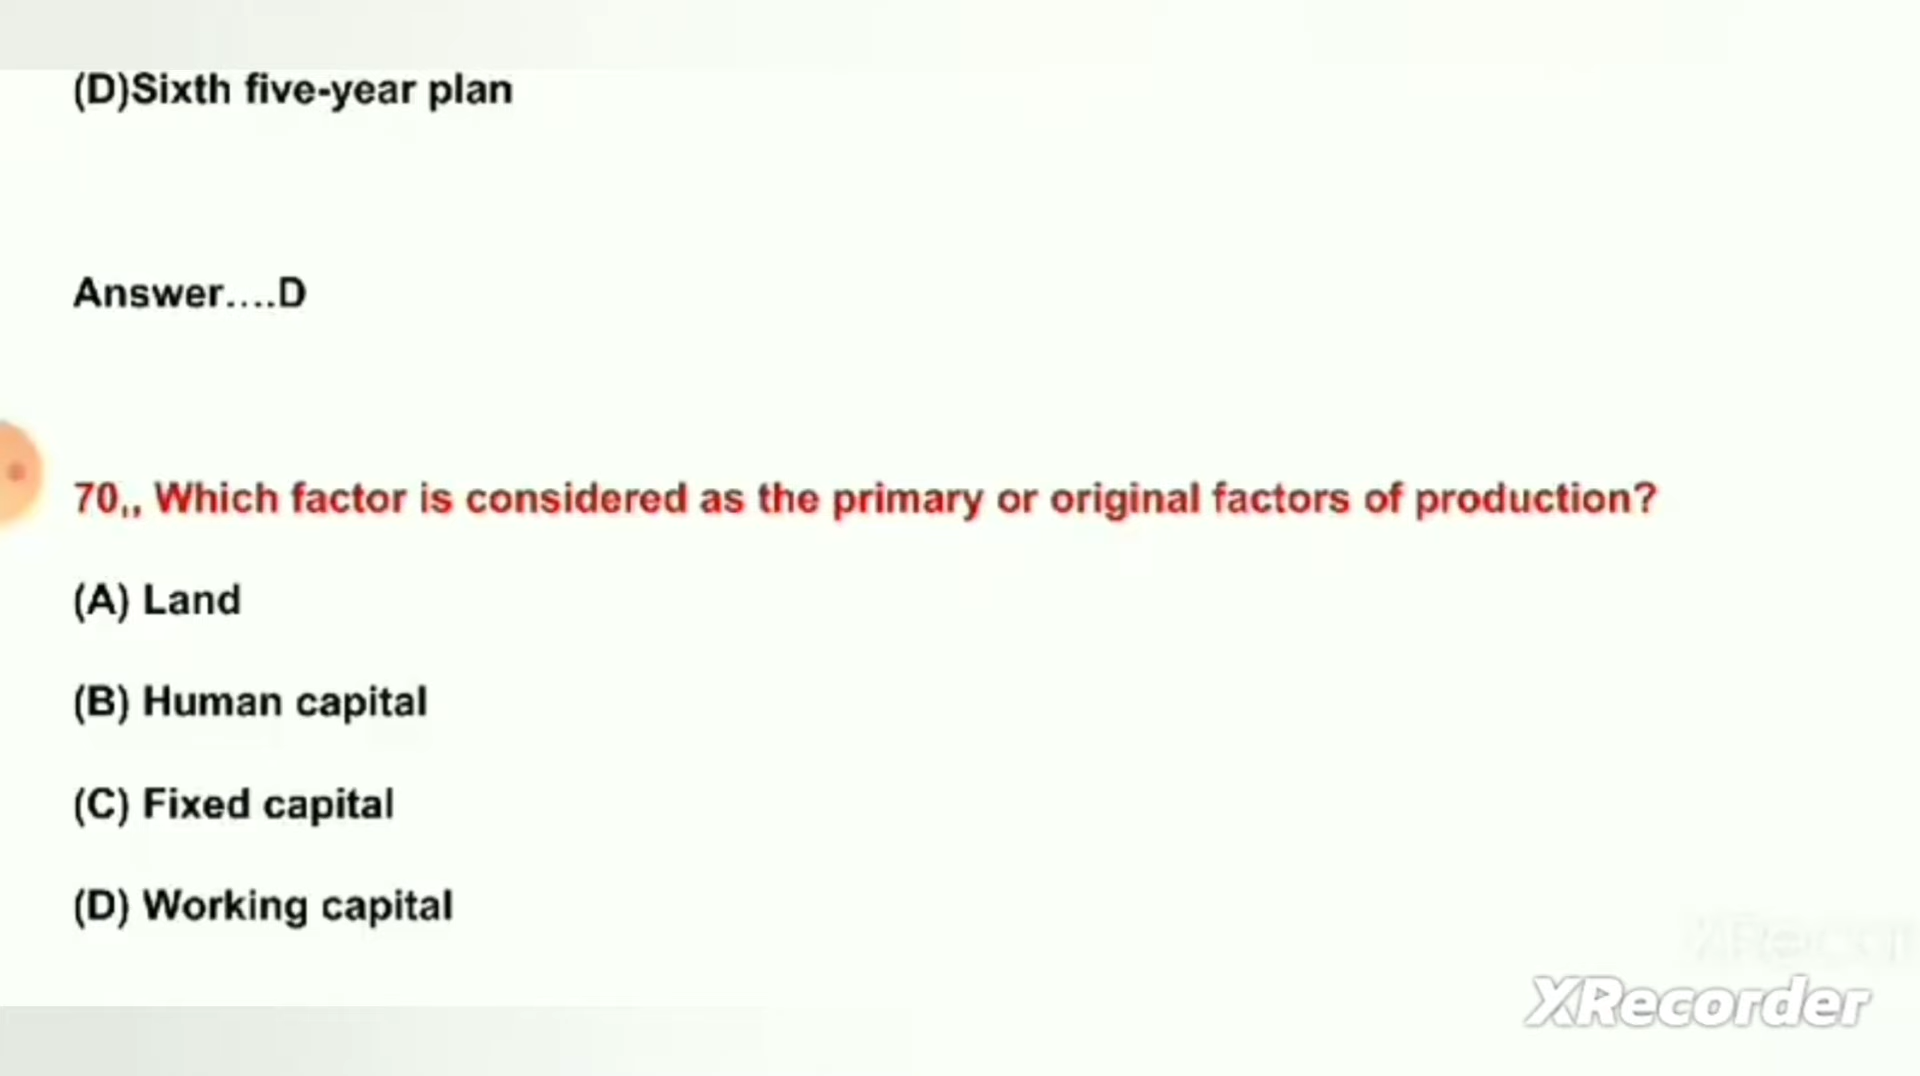 (D)Sixth five-year plan
Answer....D
70,, Which factor is considered as the primary or original factors of production?
(A) Land
(B) Human capital
(C) Fixed capital
(D) Working capital
XRecorder